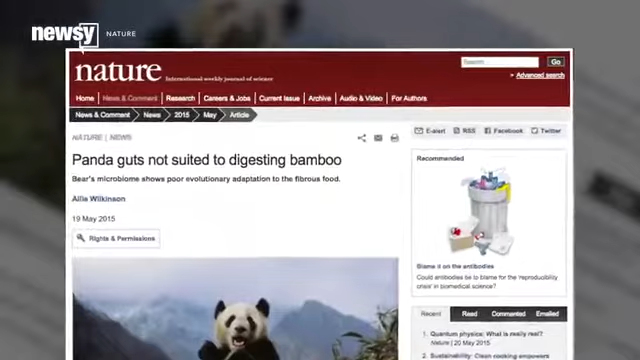 newsy
NATURE
nature International weekly journal of science
Search
Go
> Advanced search
Home News & Comment Research Careers & Jobs Current Issue Archive Audio & Video For Authors
News & Comment News 2015 May Article
NATURE | NEWS
E-alert RSS Facebook Twitter
Panda guts not suited to digesting bamboo
Bear's microbiome shows poor evolutionary adaptation to the fibrous food.
Allie Wilkinson
19 May 2015
Rights & Permissions
Recommended
Blame it on the antibodies
Could antibodies be to blame for the 'reproducibility
crisis' in biomedical science?
Recent Read Commented Emailed
1. Quantum physics: What is really real?
Nature | 20 May 2015
2. Sustainability: Clean cooking empowers